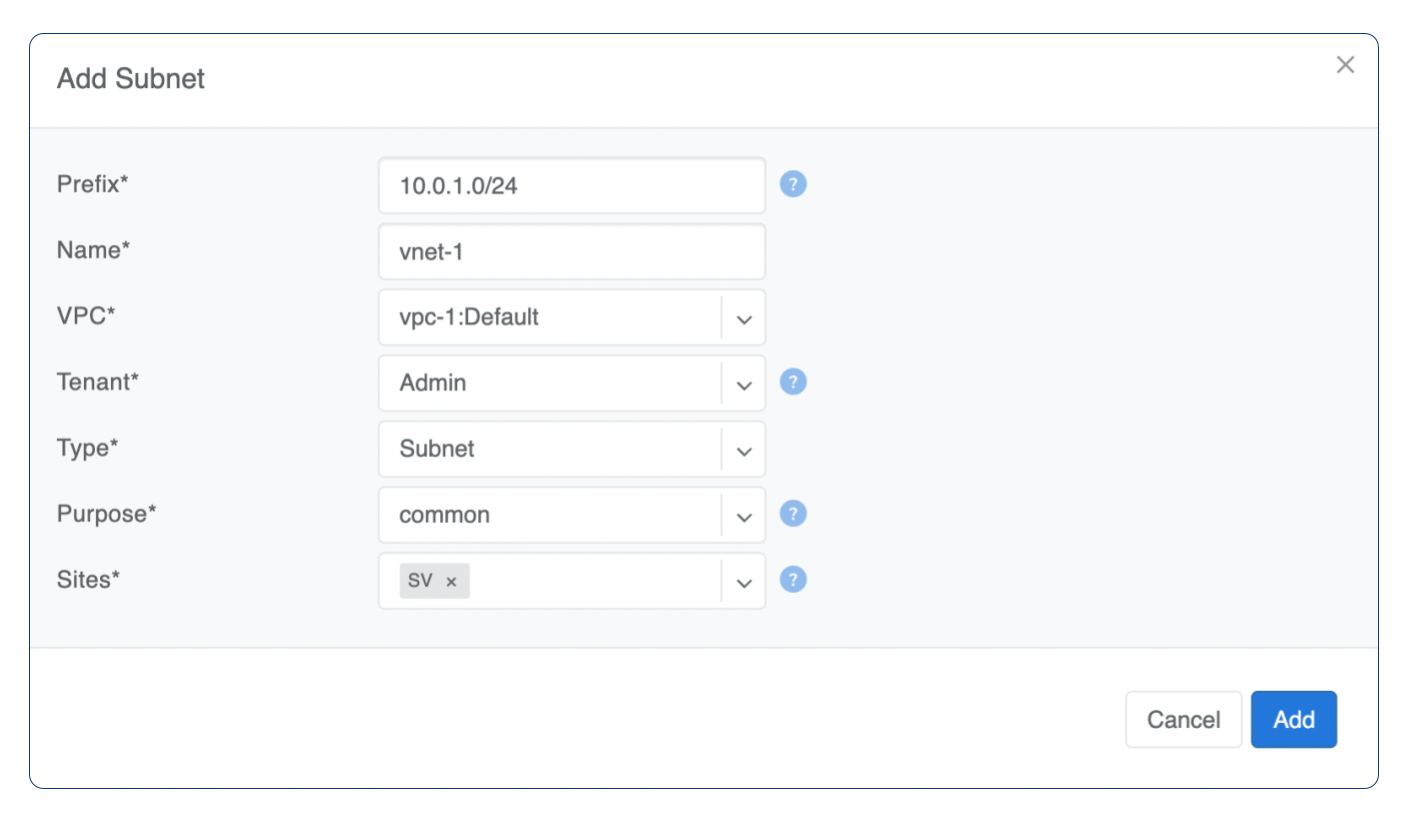 Add Subnet ×
Prefix* 10.0.1.0/24 ?
Name* vnet-1
VPC* vpc-1:Default
Tenant* Admin ?
Type* Subnet
Purpose* common ?
Sites* SV × ?
Cancel Add